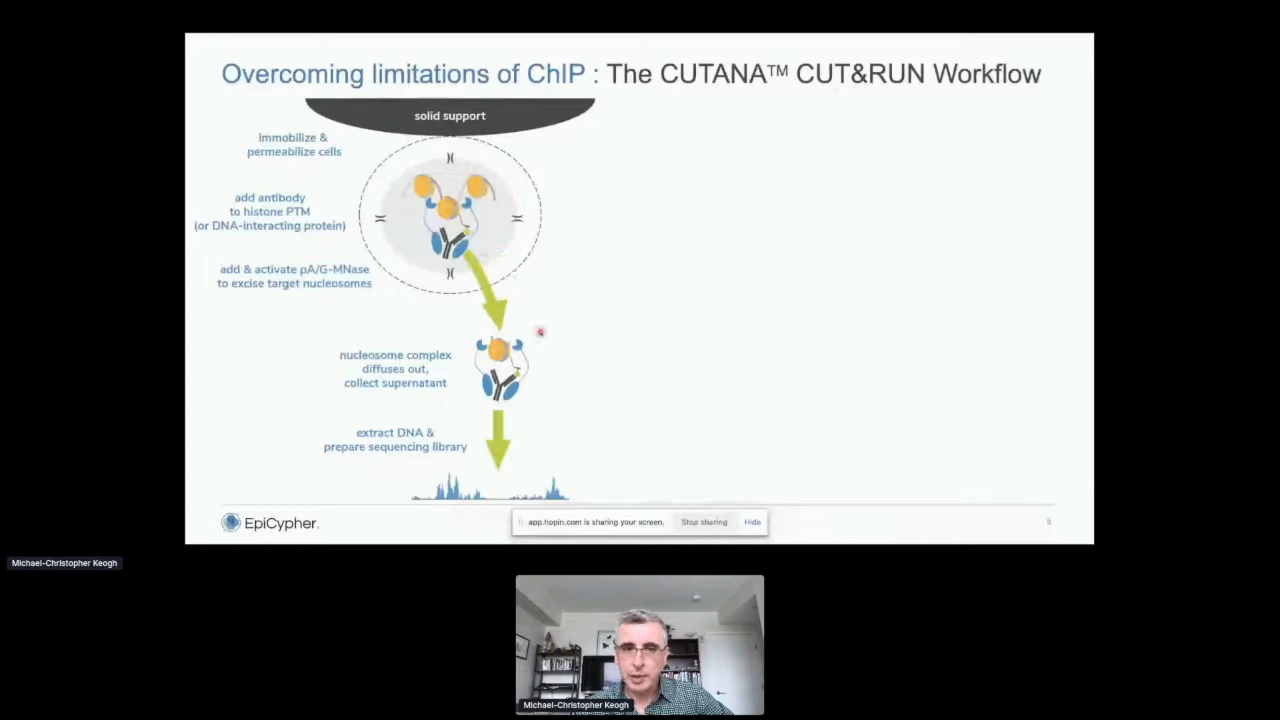 Overcoming limitations of ChIP : The CUTANA™ CUT&RUN Workflow
solid support
immobilize &
permeabilize cells
add antibody
to histone PTM
(or DNA-interacting protein)
add & activate pA/G-MNase
to excise target nucleosomes
nucleosome complex
diffuses out,
collect supernatant
extract DNA &
prepare sequencing library
EpiCypher.
app.hopin.com is sharing your screen.
Stop sharing
Hide
5
Michael-Christopher Keogh
Michael-Christopher Keogh